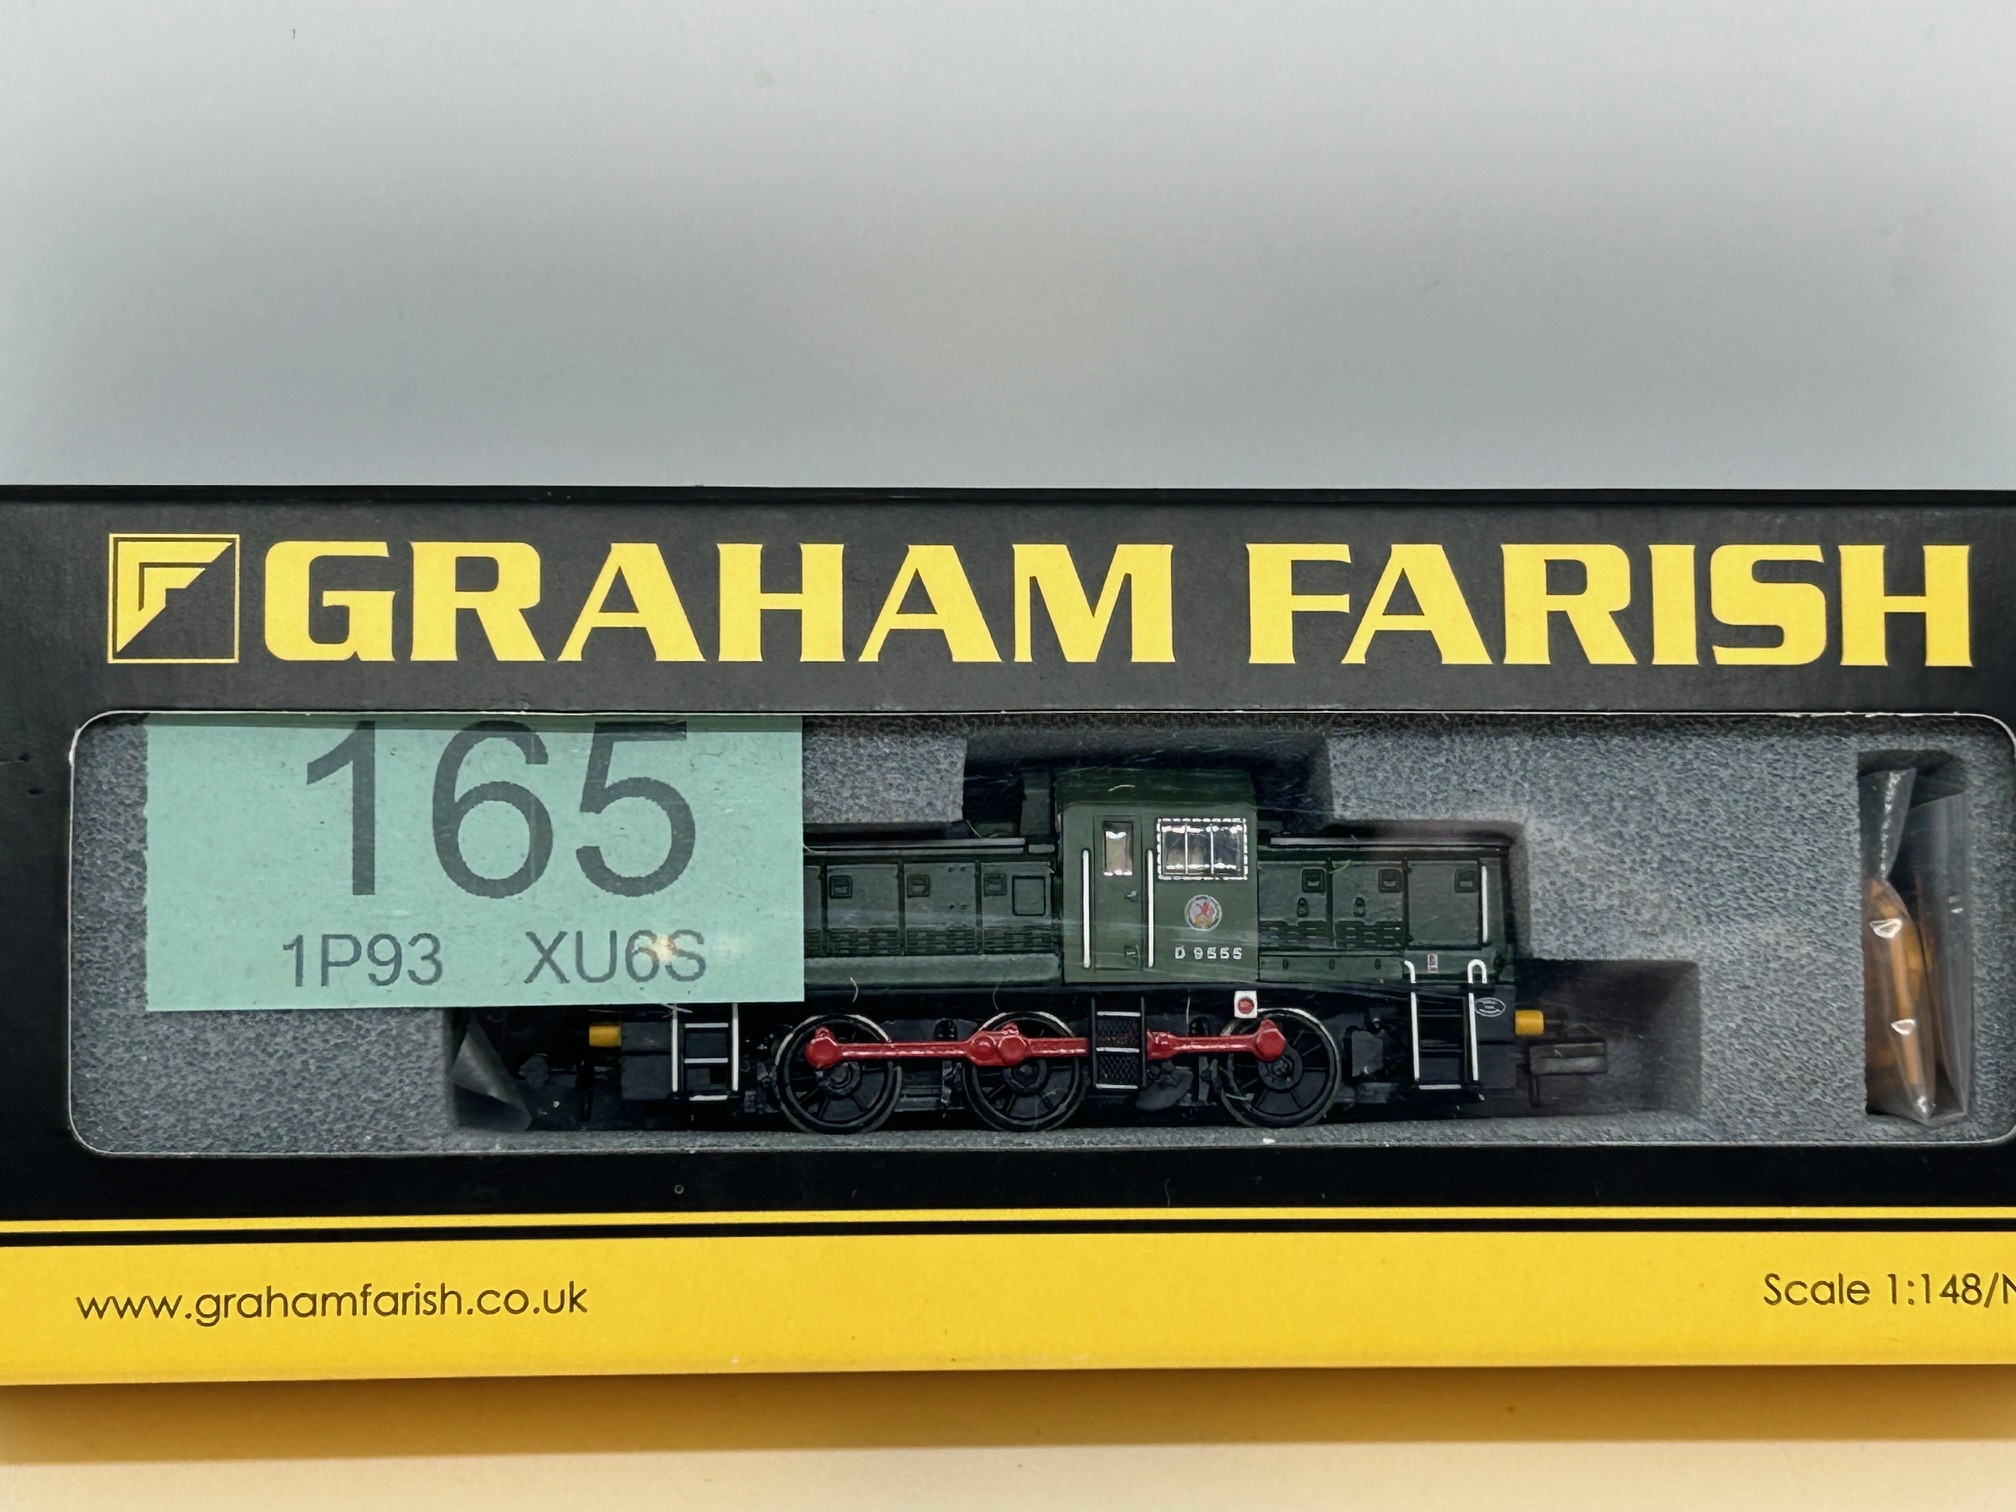 GRAHAM FARISH
165
1P93 XU6S
D 9555
www.grahamfarish.co.uk
Scale 1:148/N